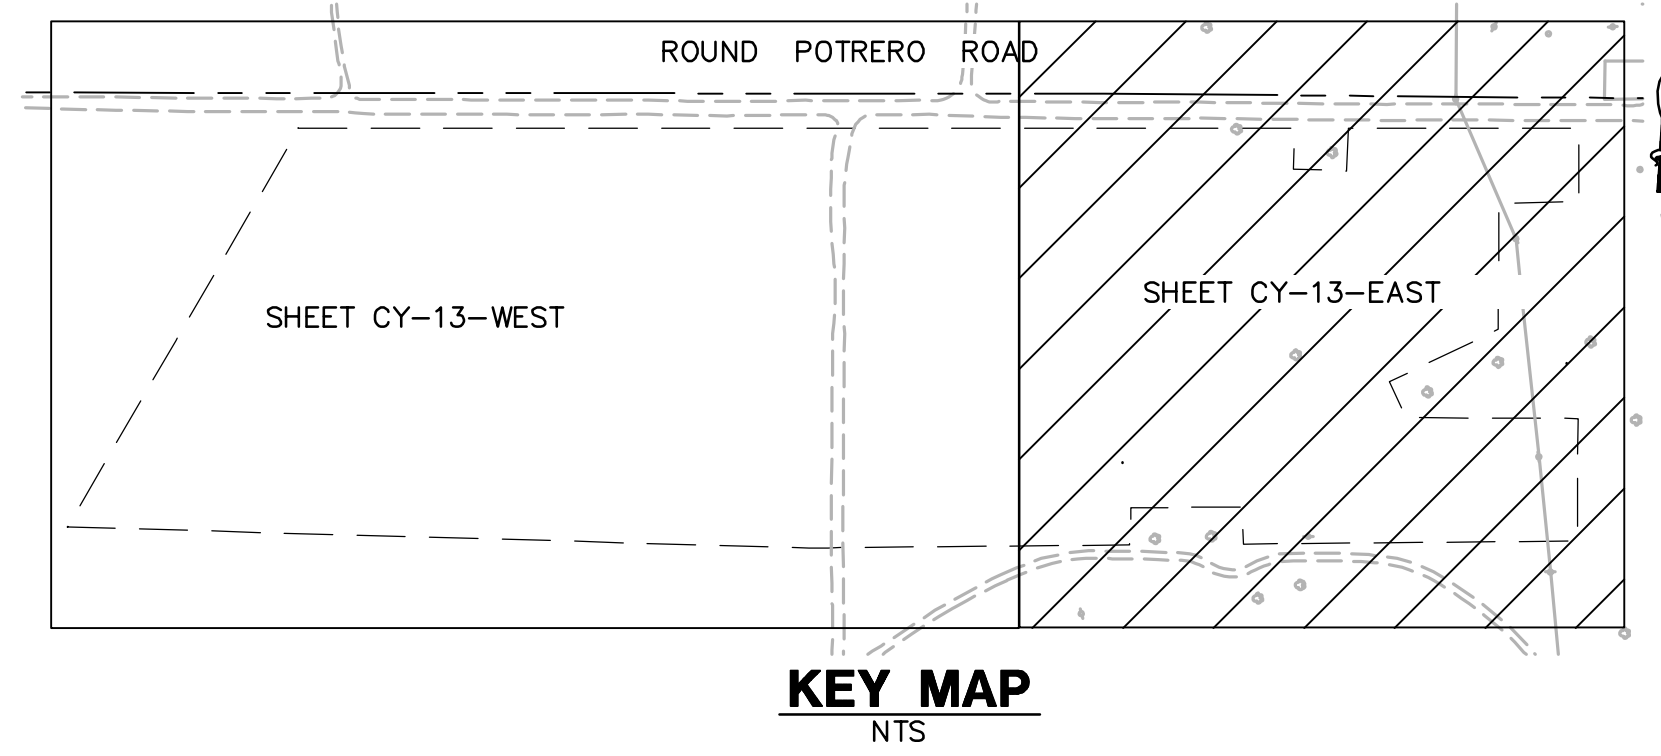 ROUND POTRERO ROAD
SHEET CY-13-EAST
SHEET CY-13-WEST
KEY MAP
NTS